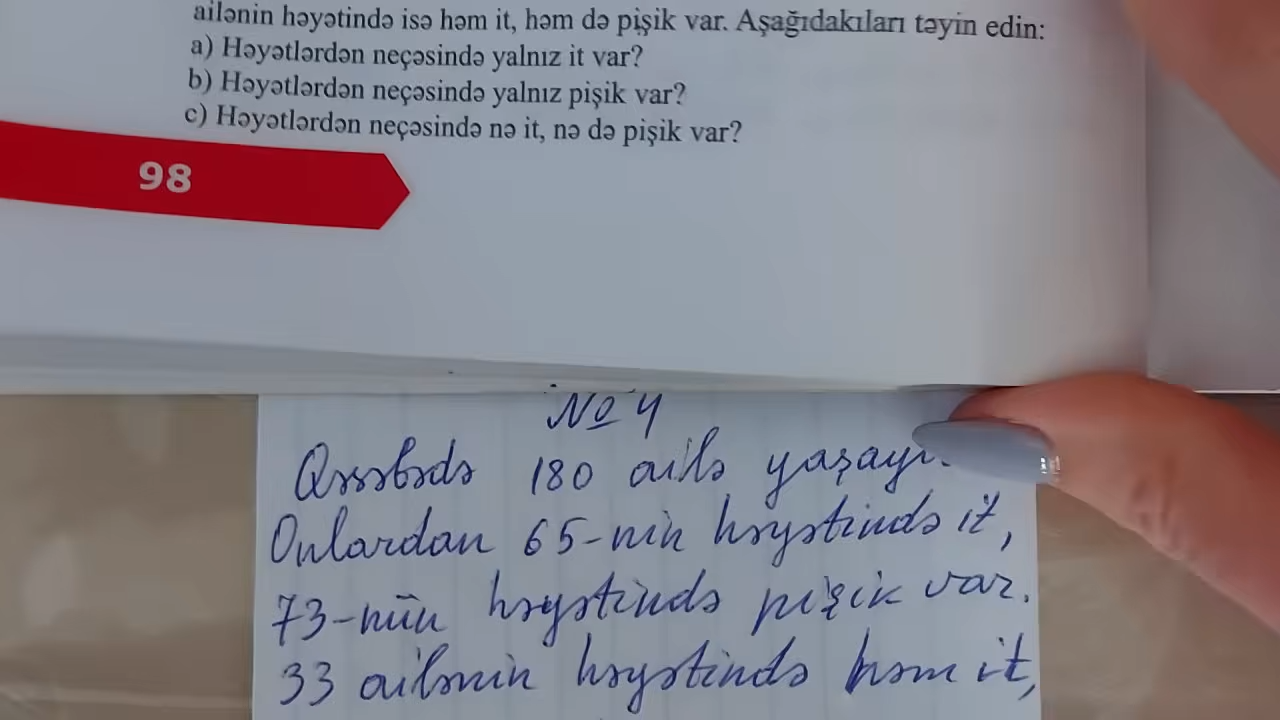 ailənin həyətində isə həm it, həm də pişik var. Aşağıdakıları təyin edin:
a) Həyətlərdən neçəsində yalnız it var?
b) Həyətlərdən neçəsində yalnız pişik var?
c) Həyətlərdən neçəsində nə it, nə də pişik var?
98
№ 4
Qəsəbədə 180 ailə
Onlardan 65-nin həyətində it,
73-nün həyətində pişik var.
33 ailənin həyətində həm it,